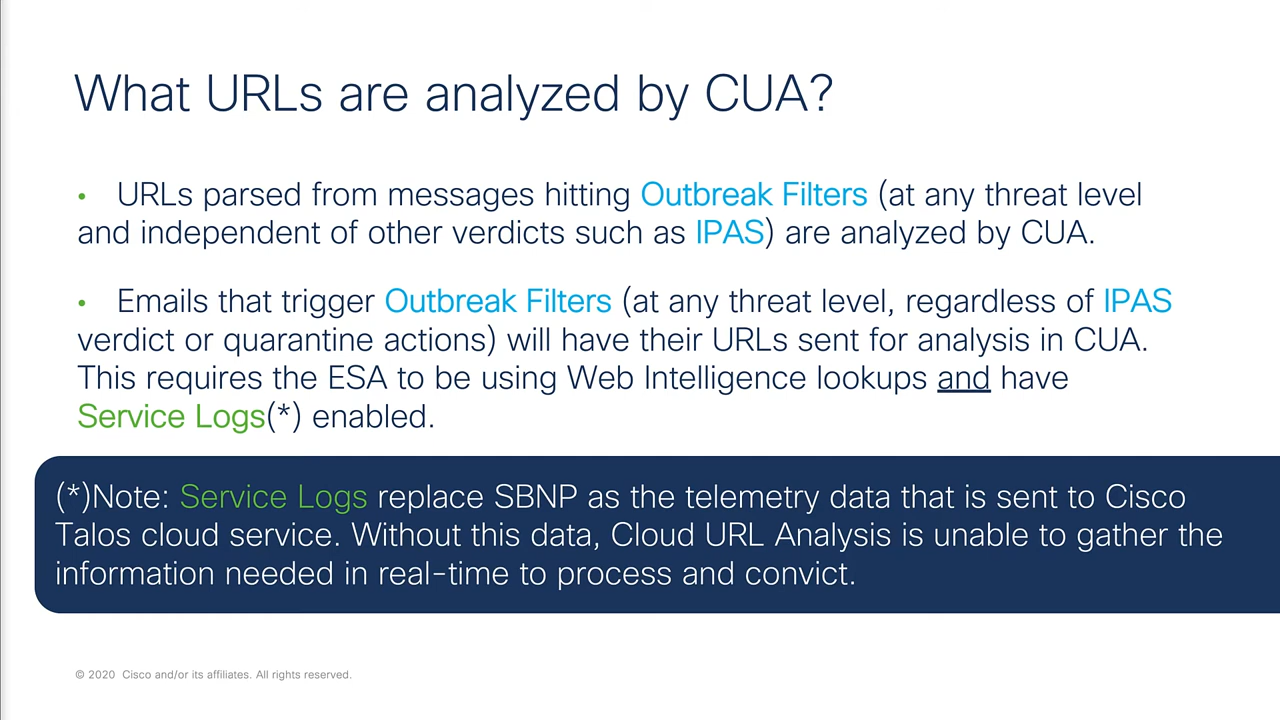 What URLs are analyzed by CUA?
• URLs parsed from messages hitting Outbreak Filters (at any threat level
and independent of other verdicts such as IPAS) are analyzed by CUA.
• Emails that trigger Outbreak Filters (at any threat level, regardless of IPAS
verdict or quarantine actions) will have their URLs sent for analysis in CUA.
This requires the ESA to be using Web Intelligence lookups and have
Service Logs(*) enabled.
(*)Note: Service Logs replace SBNP as the telemetry data that is sent to Cisco
Talos cloud service. Without this data, Cloud URL Analysis is unable to gather the
information needed in real-time to process and convict.
© 2020 Cisco and/or its affiliates. All rights reserved.